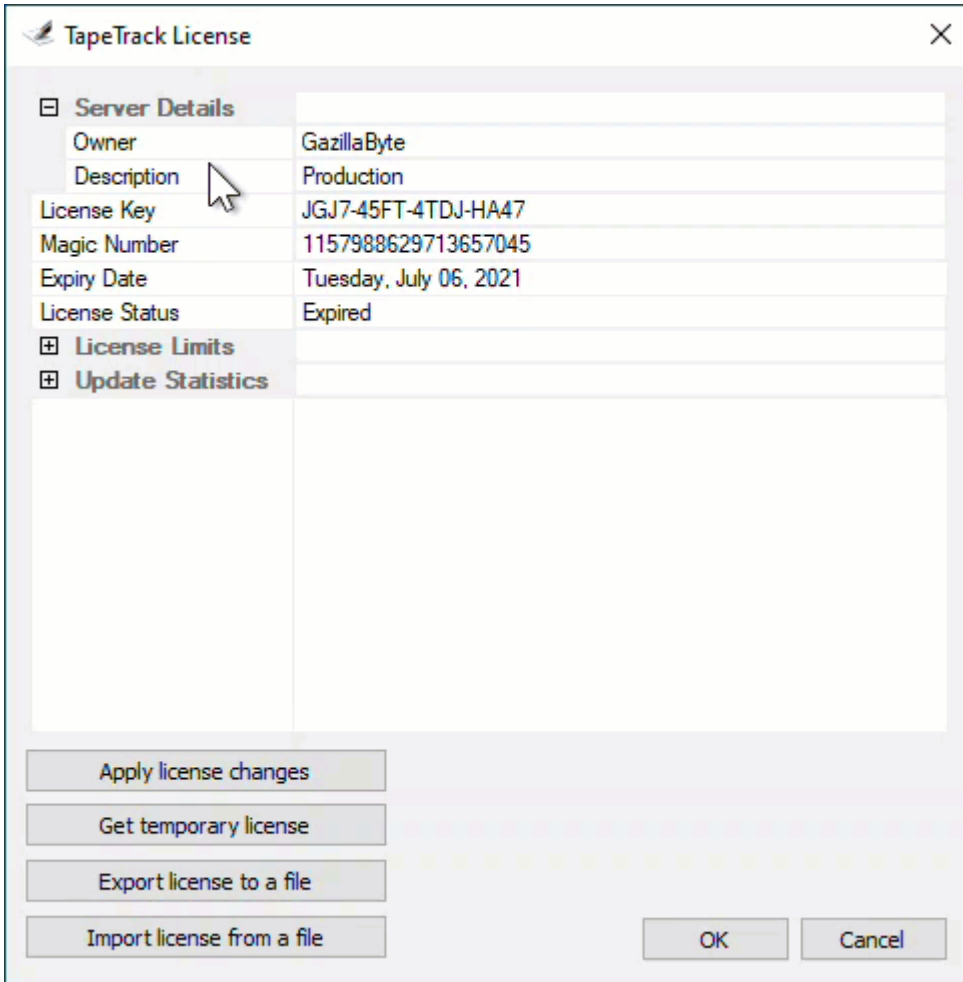 TapeTrack License
Server Details
Owner GazillaByte
Description Production
License Key JGJ7-45FT-4TDJ-HA47
Magic Number 1157988629713657045
Expiry Date Tuesday, July 06, 2021
License Status Expired
License Limits
Update Statistics
Apply license changes
Get temporary license
Export license to a file
Import license from a file
OK Cancel